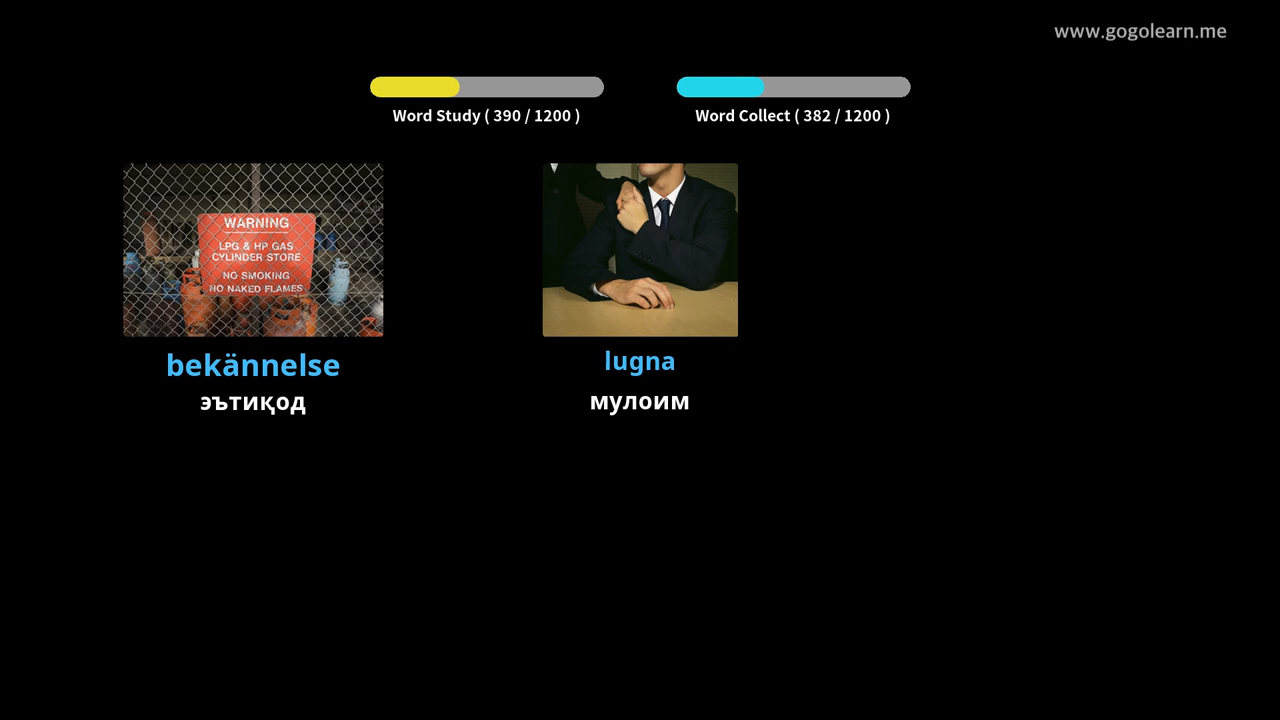 www.gogolearn.me
Word Study ( 390 / 1200 )
Word Collect ( 382 / 1200 )
WARNING
LPG & HP GAS
CYLINDER STORE
NO SMOKING
NO NAKED FLAMES
bekännelse
эътиқод
lugna
мулоим